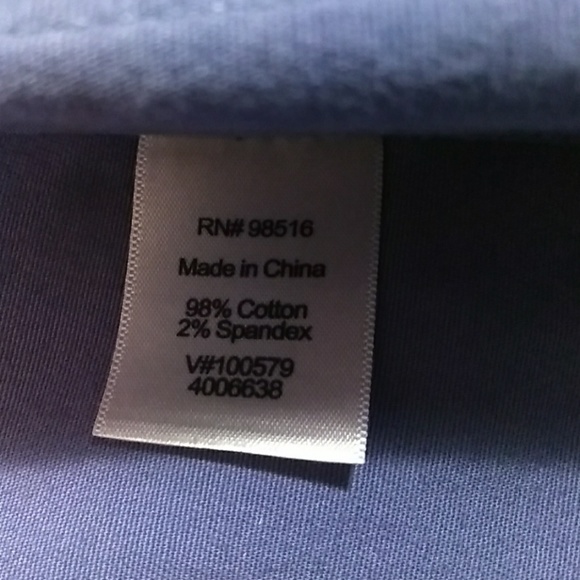 RN# 98516
Made in China
98% Cotton
2% Spandex
V#100579
4006638